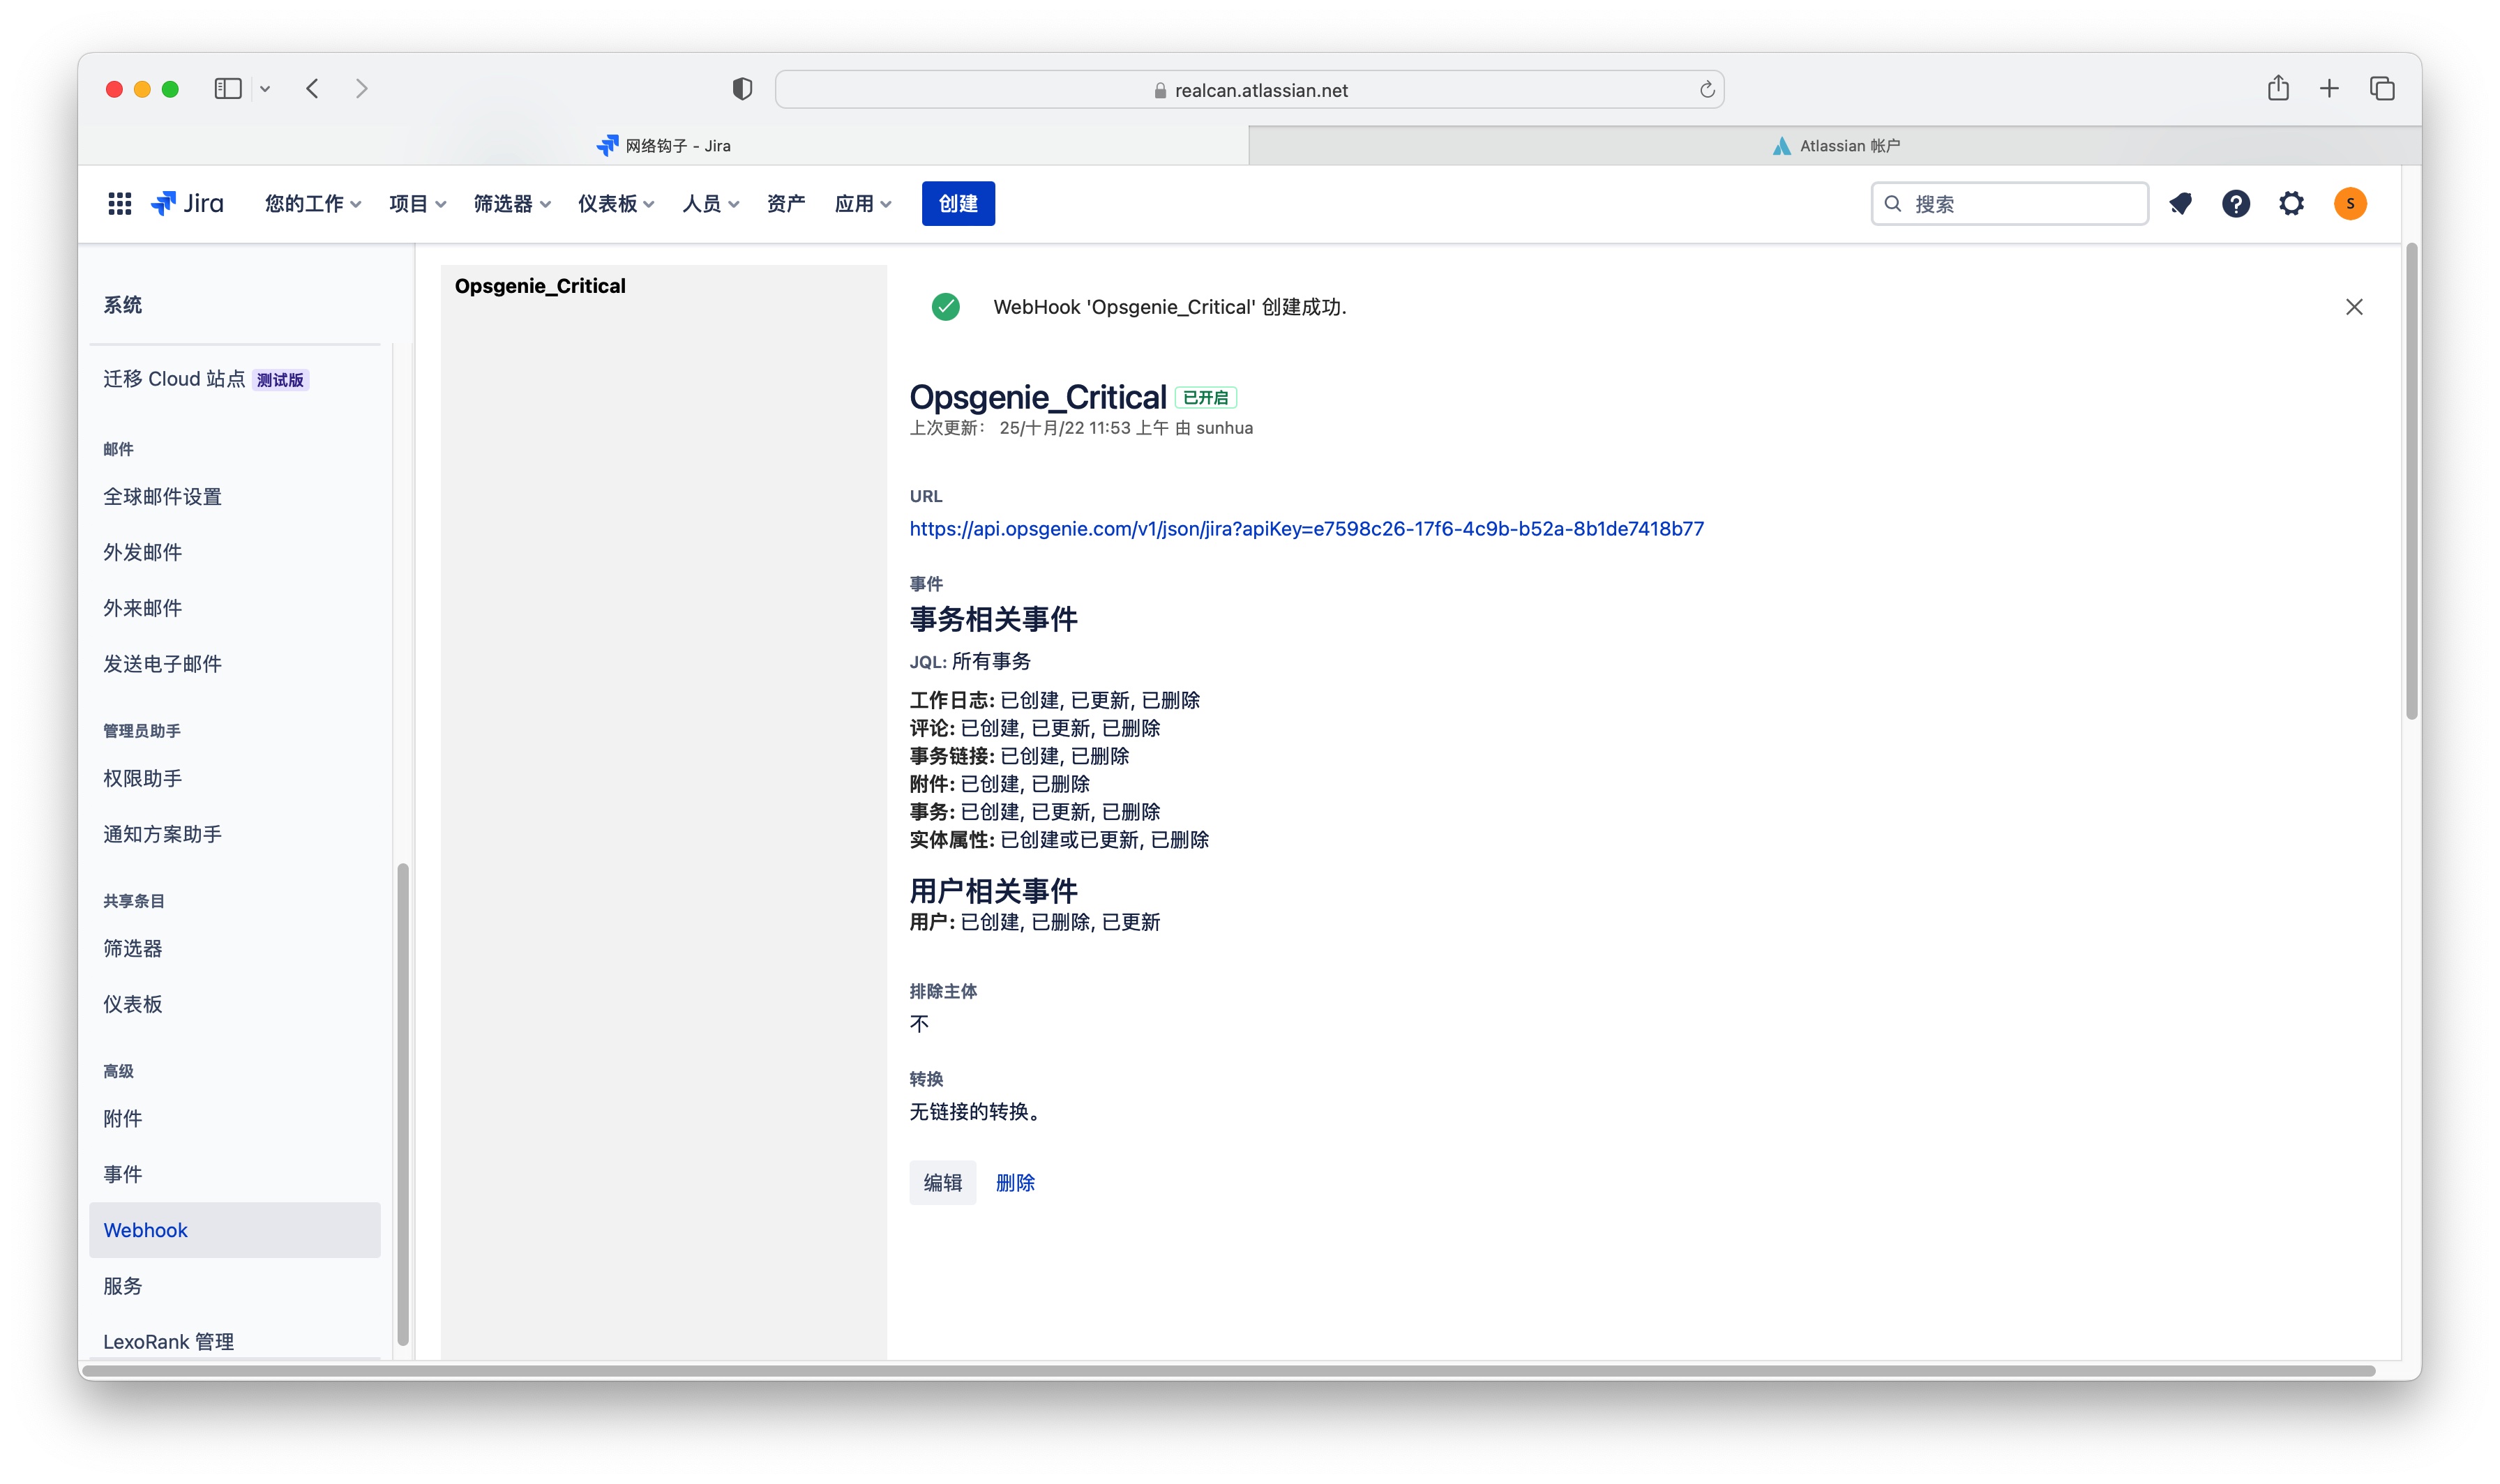 realcan.atlassian.net
网络钩子 - Jira
Atlassian 帐户
Jira
您的工作
项目
筛选器
仪表板
人员
资产
应用
创建
搜索
S
系统
迁移 Cloud 站点 测试版
邮件
全球邮件设置
外发邮件
外来邮件
发送电子邮件
管理员助手
权限助手
通知方案助手
共享条目
筛选器
仪表板
高级
附件
事件
Webhook
服务
LexoRank 管理
Opsgenie_Critical
WebHook 'Opsgenie_Critical' 创建成功.
Opsgenie_Critical 已开启
上次更新: 25/十月/22 11:53 上午 由 sunhua
URL
https://api.opsgenie.com/v1/json/jira?apiKey=e7598c26-17f6-4c9b-b52a-8b1de7418b77
事件
事务相关事件
JQL: 所有事务
工作日志: 已创建, 已更新, 已删除
评论: 已创建, 已更新, 已删除
事务链接: 已创建, 已删除
附件: 已创建, 已删除
事务: 已创建, 已更新, 已删除
实体属性: 已创建或已更新, 已删除
用户相关事件
用户: 已创建, 已删除, 已更新
排除主体
不
转换
无链接的转换。
编辑
删除